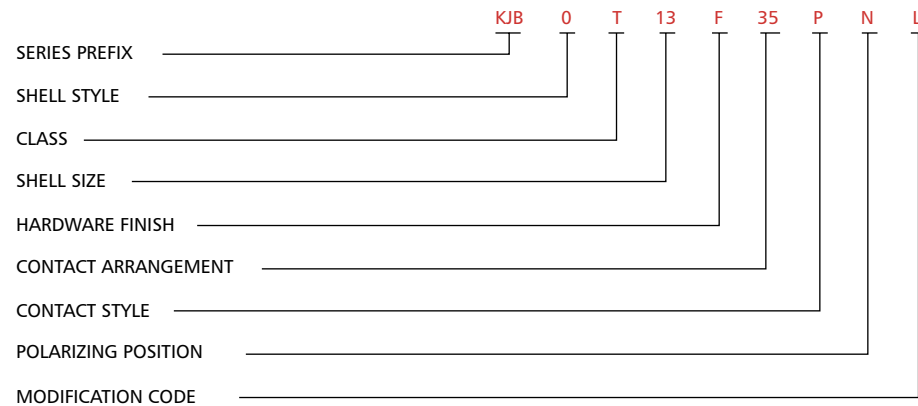 KJB 0 T 13 F 35 P N L
SERIES PREFIX
SHELL STYLE
CLASS
SHELL SIZE
HARDWARE FINISH
CONTACT ARRANGEMENT
CONTACT STYLE
POLARIZING POSITION
MODIFICATION CODE